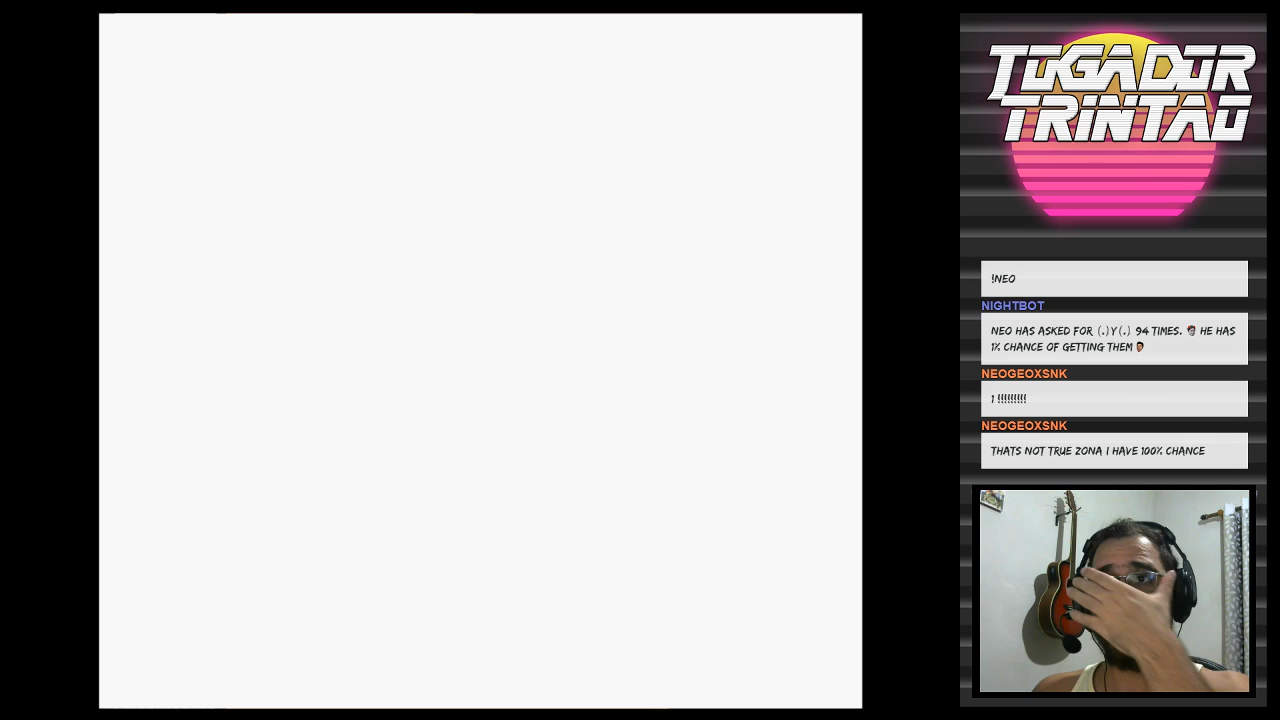 JOGADOR
TRINTAO
!NEO
NIGHTBOT
NEO HAS ASKED FOR (.)Y(.) 94 TIMES. HE HAS
1% CHANCE OF GETTING THEM
NEOGEOXSNK
1 !!!!!!!!!
NEOGEOXSNK
THATS NOT TRUE ZONA I HAVE 100% CHANCE